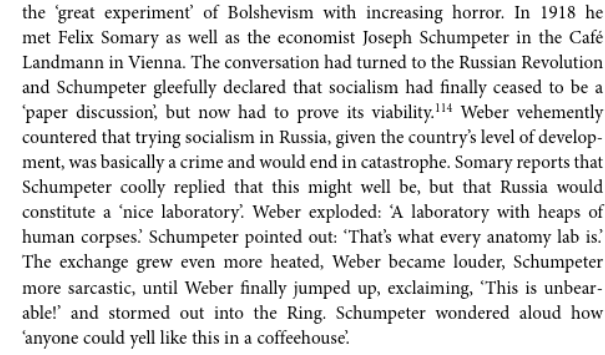 the ‘great experiment’ of Bolshevism with increasing horror. In 1918 he
met Felix Somary as well as the economist Joseph Schumpeter in the Café
Landmann in Vienna. The conversation had turned to the Russian Revolution
and Schumpeter gleefully declared that socialism had finally ceased to be a
‘paper discussion’, but now had to prove its viability.¹¹⁴ Weber vehemently
countered that trying socialism in Russia, given the country’s level of develop-
ment, was basically a crime and would end in catastrophe. Somary reports that
Schumpeter coolly replied that this might well be, but that Russia would
constitute a ‘nice laboratory’. Weber exploded: ‘A laboratory with heaps of
human corpses.’ Schumpeter pointed out: ‘That’s what every anatomy lab is.’
The exchange grew even more heated, Weber became louder, Schumpeter
more sarcastic, until Weber finally jumped up, exclaiming, ‘This is unbear-
able!’ and stormed out into the Ring. Schumpeter wondered aloud how
‘anyone could yell like this in a coffeehouse’.